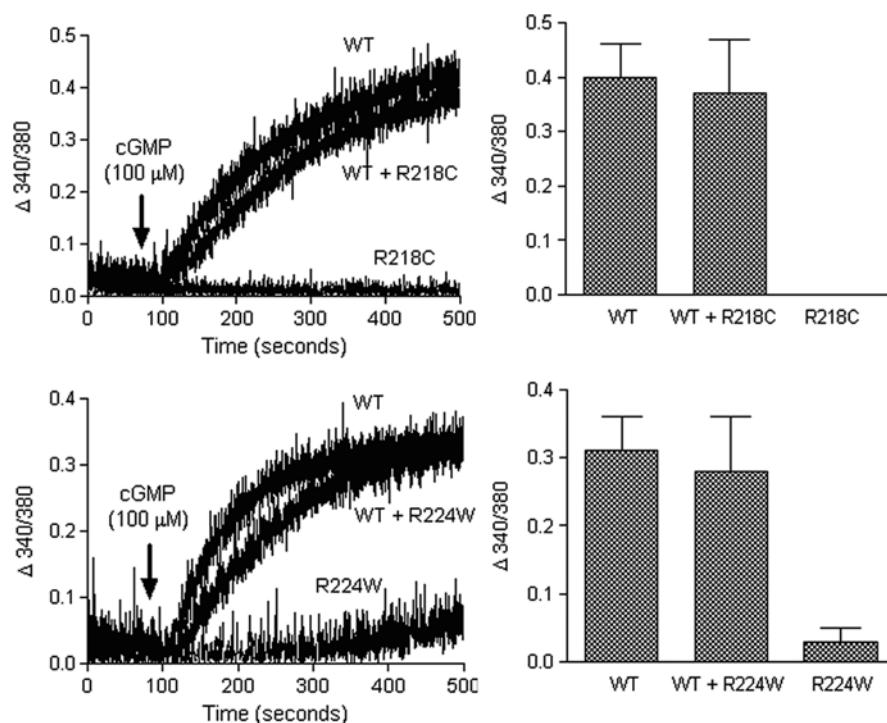 0.5
0.4
0.3
0.2
0.1
0.0
Δ 340/380
cGMP
(100 μM)
WT
WT + R218C
R218C
0 100 200 300 400 500
Time (seconds)
0.5
0.4
0.3
0.2
0.1
0.0
Δ 340/380
WT WT + R218C R218C
0.4
0.3
0.2
0.1
0.0
Δ 340/380
cGMP
(100 μM)
WT
WT + R224W
R224W
0 100 200 300 400 500
Time (seconds)
0.4
0.3
0.2
0.1
0.0
Δ 340/380
WT WT + R224W R224W